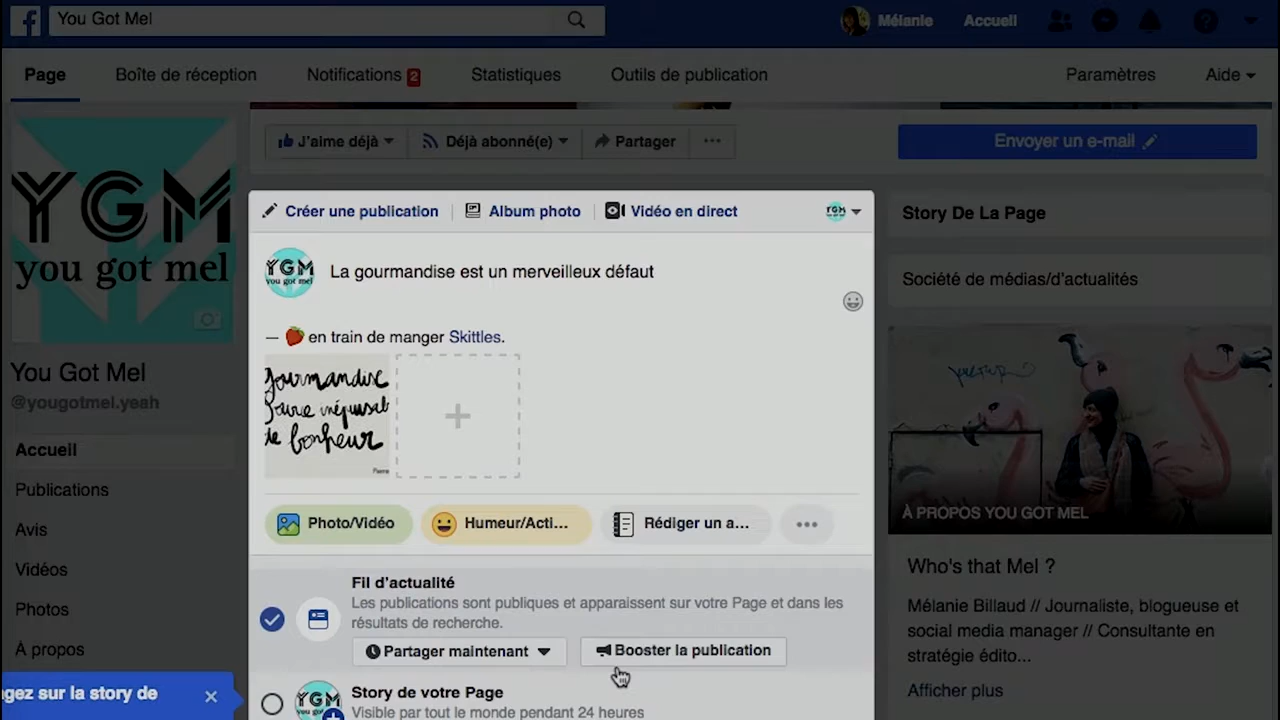 You Got Mel
Mélanie
Accueil
Page
Boîte de réception
Notifications 2
Statistiques
Outils de publication
Paramètres
Aide
J'aime déjà
Déjà abonné(e)
Partager
Envoyer un e-mail
YGM
you got mel
You Got Mel
@yougotmel.yeah
Accueil
Publications
Avis
Vidéos
Photos
À propos
gez sur la story de
Créer une publication
Album photo
Vidéo en direct
YGM
YGM
you got mel
La gourmandise est un merveilleux défaut
— en train de manger Skittles.
Gourmandise
de bonheur
Photo/Vidéo
Humeur/Acti...
Rédiger un a...
Fil d'actualité
Les publications sont publiques et apparaissent sur votre Page et dans les
résultats de recherche.
Partager maintenant
Booster la publication
YGM
Story de votre Page
Visible par tout le monde pendant 24 heures
Story De La Page
Société de médias/d'actualités
À PROPOS YOU GOT MEL
Who's that Mel ?
Mélanie Billaud // Journaliste, blogueuse et
social media manager // Consultante en
stratégie édito...
Afficher plus